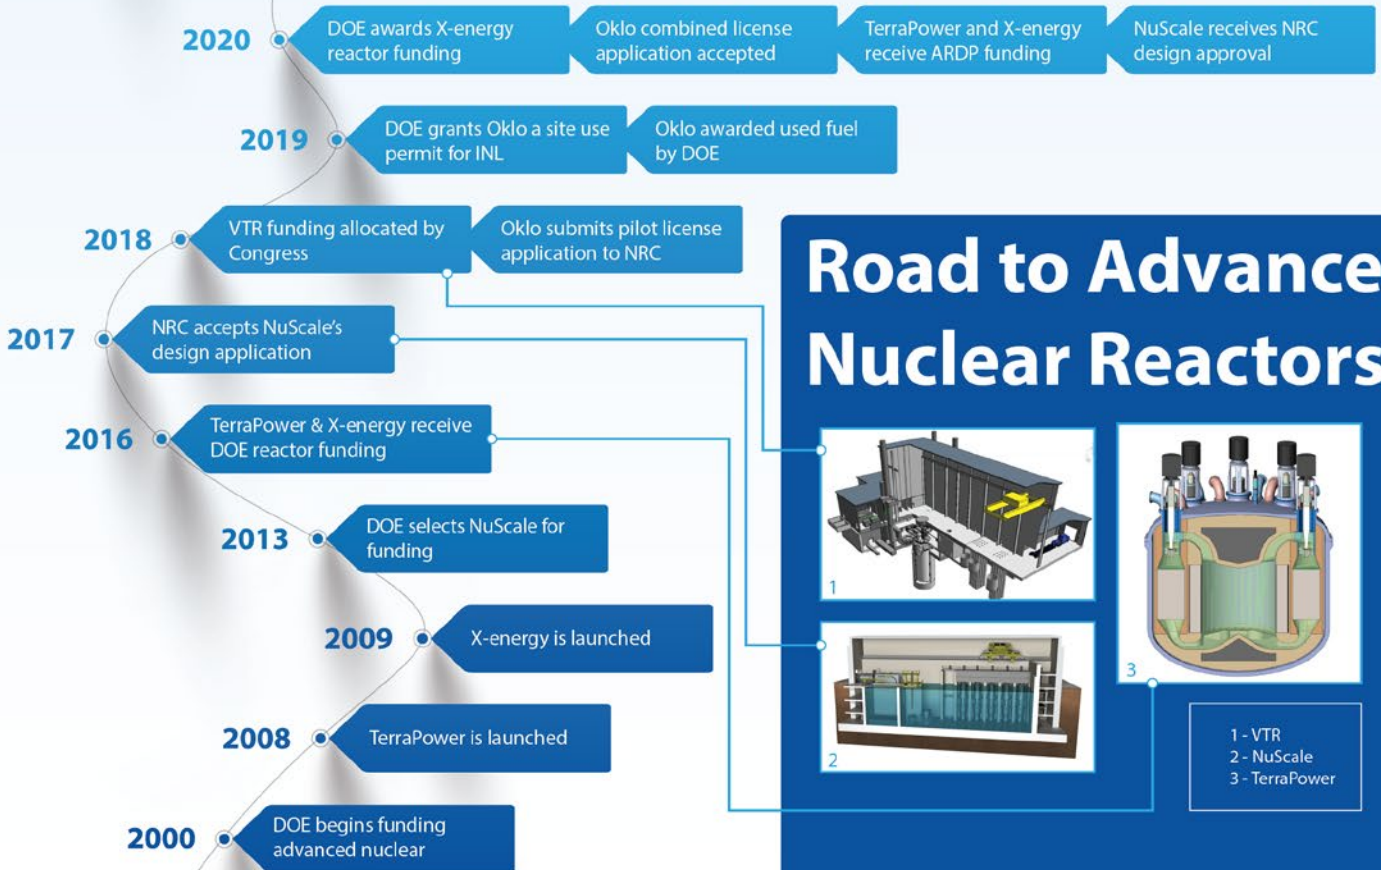 2020
DOE awards X-energy
reactor funding
Oklo combined license
application accepted
TerraPower and X-energy
receive ARDP funding
NuScale receives NRC
design approval
2019
DOE grants Oklo a site use
permit for INL
Oklo awarded used fuel
by DOE
2018
VTR funding allocated by
Congress
Oklo submits pilot license
application to NRC
2017
NRC accepts NuScale's
design application
2016
TerraPower & X-energy receive
DOE reactor funding
2013
DOE selects NuScale for
funding
2009
X-energy is launched
2008
TerraPower is launched
2000
DOE begins funding
advanced nuclear
Road to Advance
Nuclear Reactors
1
2
3
1 - VTR
2 - NuScale
3 - TerraPower